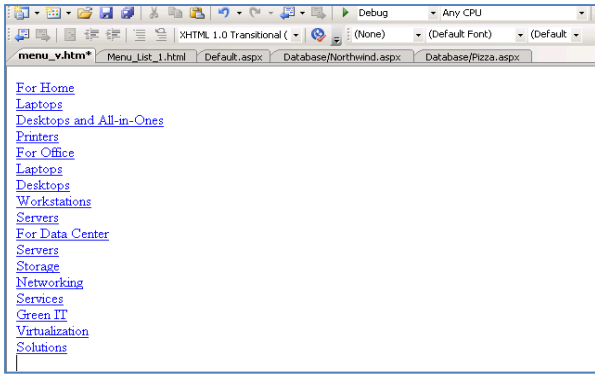 Debug Any CPU
XHTML 1.0 Transitional ( (None) (Default Font) (Default
menu_v.htm* Menu_List_1.html Default.aspx Database/Northwind.aspx Database/Pizza.aspx
For Home
Laptops
Desktops and All-in-Ones
Printers
For Office
Laptops
Desktops
Workstations
Servers
For Data Center
Servers
Storage
Networking
Services
Green IT
Virtualization
Solutions